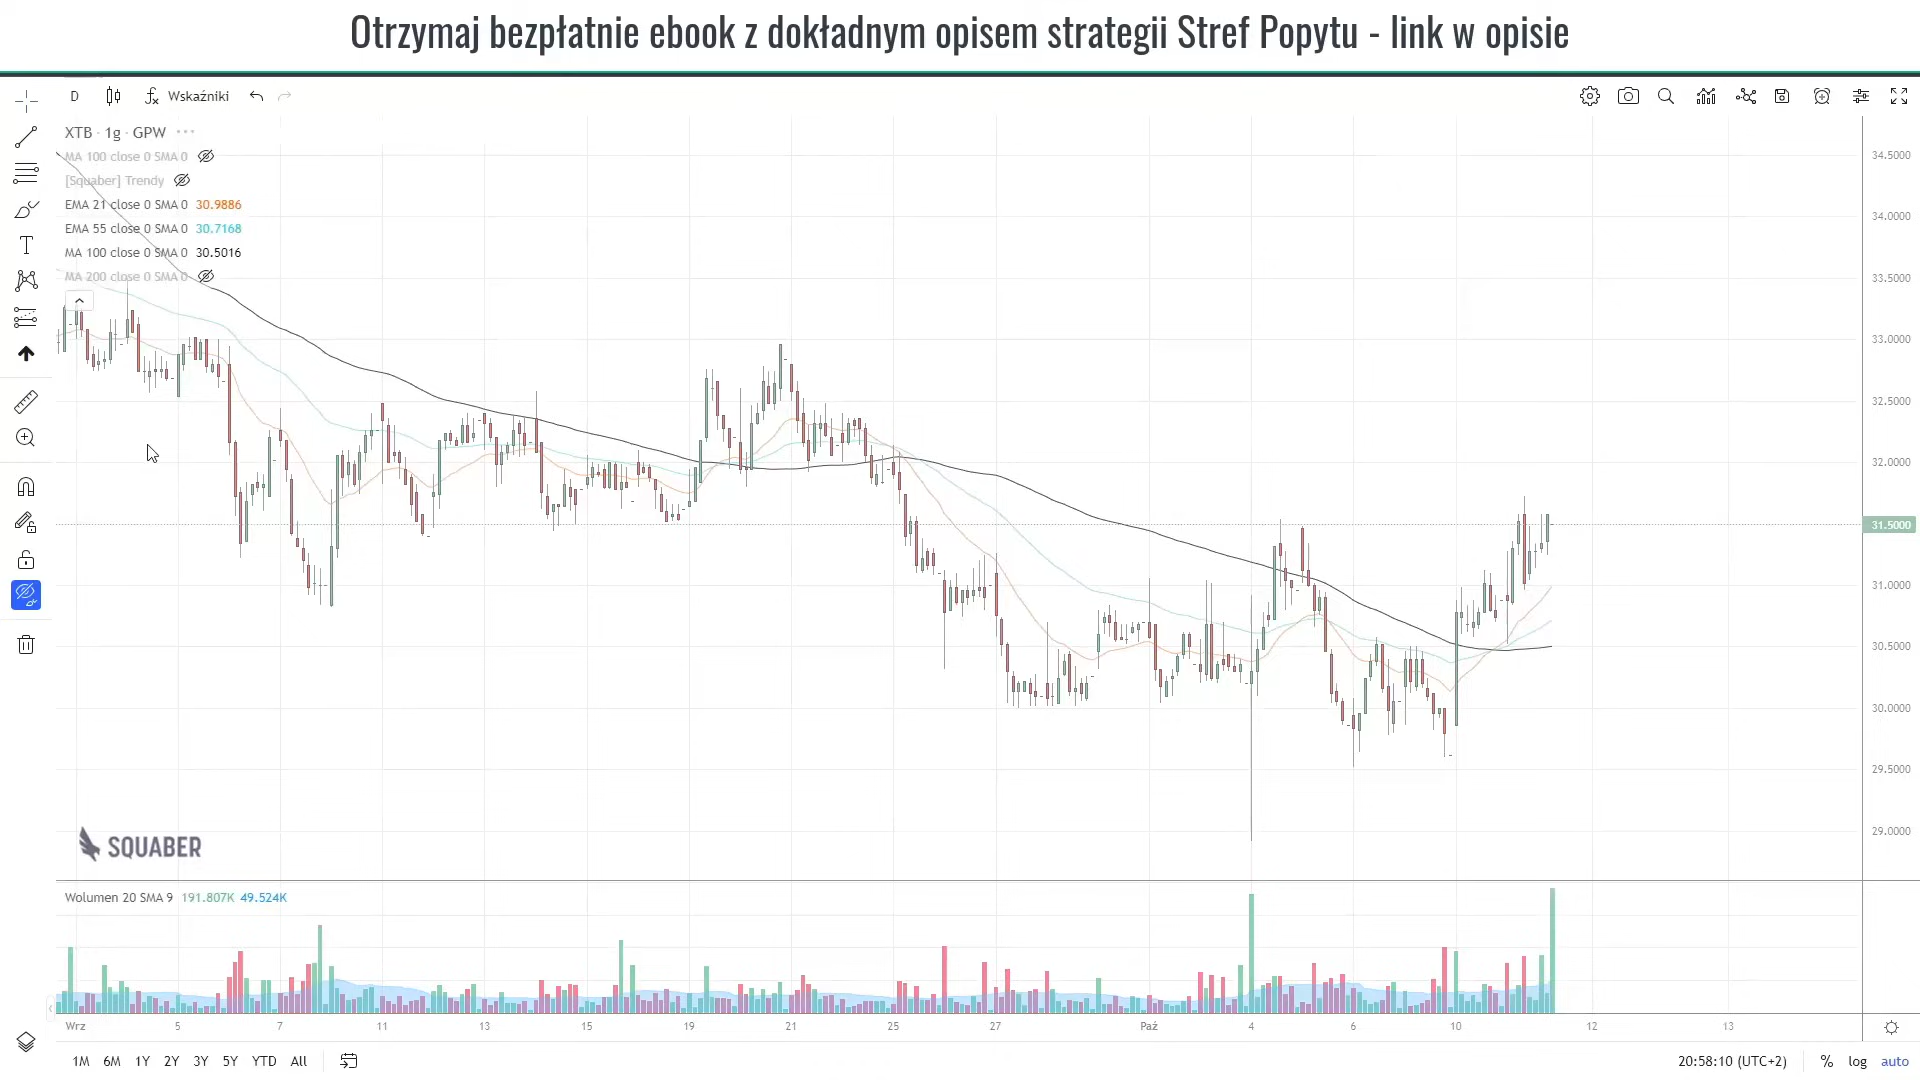 Otrzymaj bezpłatnie ebook z dokładnym opisem strategii Stref Popytu - link w opisie
D Wskaźniki
XTB · 1g · GPW
MA 100 close 0 SMA 0
[Squaber] Trendy
EMA 21 close 0 SMA 0 30.9886
EMA 55 close 0 SMA 0 30.7168
MA 100 close 0 SMA 0 30.5016
MA 200 close 0 SMA 0
34.5000
34.0000
33.5000
33.0000
32.5000
32.0000
31.5000
31.0000
30.5000
30.0000
29.5000
29.0000
SQUABER
Wolumen 20 SMA 9 191.807K 49.524K
Wrz 5 7 11 13 15 19 21 25 27 Paź 4 6 10 12 13
1M 6M 1Y 2Y 3Y 5Y YTD All 20:58:10 (UTC+2) % log auto